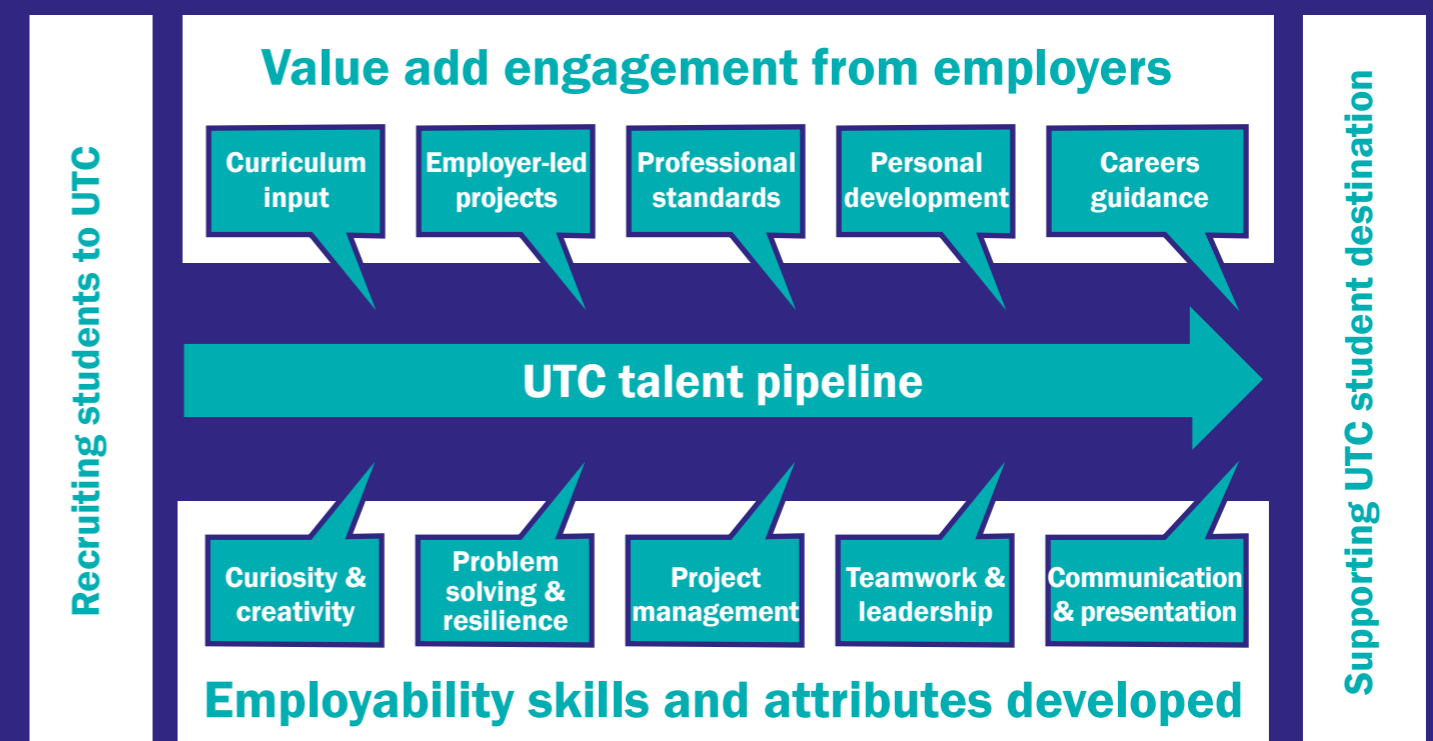 Recruiting students to UTC
Value add engagement from employers
Curriculum
input
Employer-led
projects
Professional
standards
Personal
development
Careers
guidance
UTC talent pipeline
Curiosity &
creativity
Problem
solving &
resilience
Project
management
Teamwork &
leadership
Communication
& presentation
Employability skills and attributes developed
Supporting UTC student destination